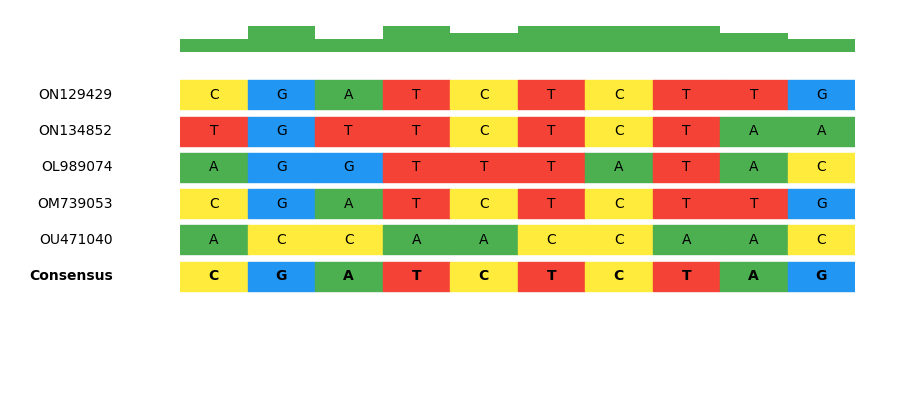 ON129429 C G A T C T C T T G
ON134852 T G T T C T C T A A
OL989074 A G G T T T A T A C
OM739053 C G A T C T C T T G
OU471040 A C C A A C C A A C
Consensus C G A T C T C T A G